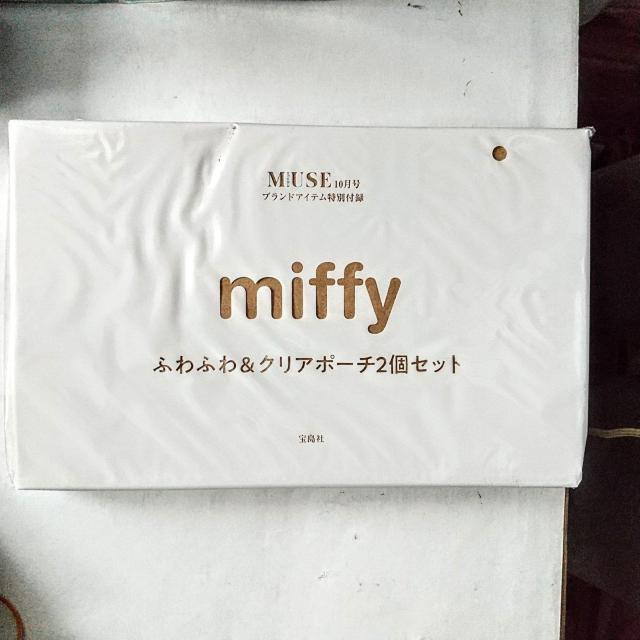 MUSE 10月号
ブランドアイテム特別付録
miffy
ふわふわ&クリアポーチ2個セット
宝島社